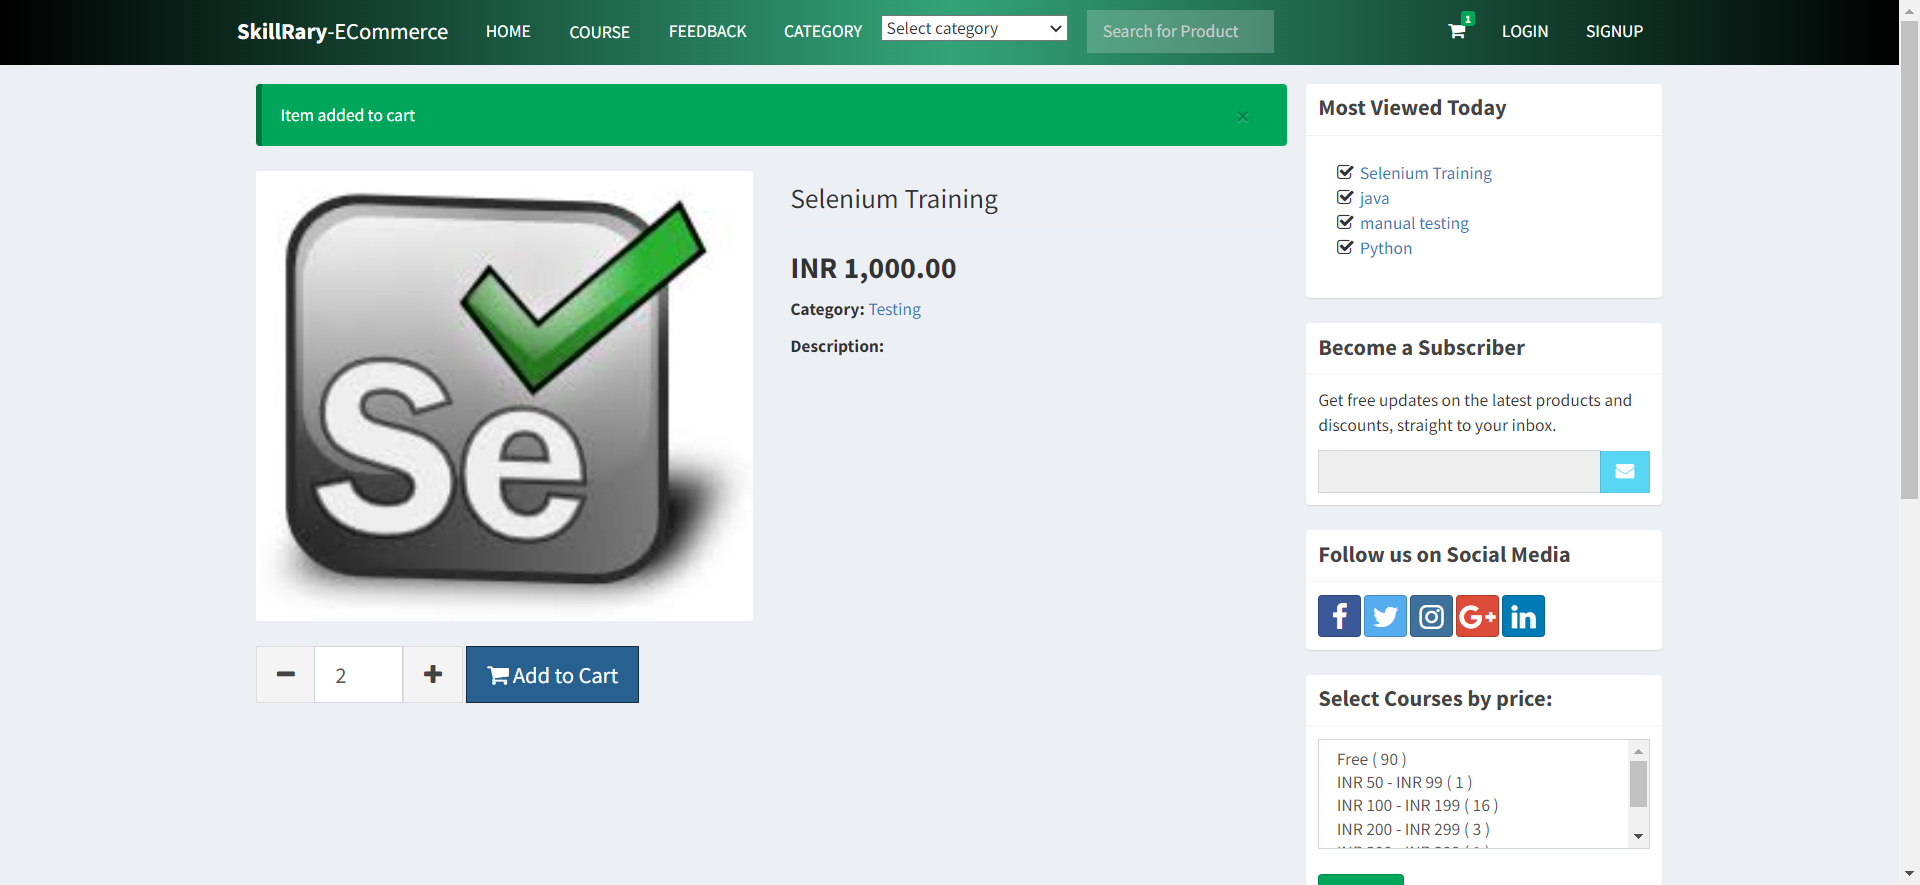 SkillRary-ECommerce HOME COURSE FEEDBACK CATEGORY Select category Search for Product 1 LOGIN SIGNUP
Item added to cart ×
Se
Selenium Training
INR 1,000.00
Category: Testing
Description:
2
Add to Cart
Most Viewed Today
Selenium Training
java
manual testing
Python
Become a Subscriber
Get free updates on the latest products and
discounts, straight to your inbox.
Follow us on Social Media
f G+ in
Select Courses by price:
Free ( 90 )
INR 50 - INR 99 ( 1 )
INR 100 - INR 199 ( 16 )
INR 200 - INR 299 ( 3 )